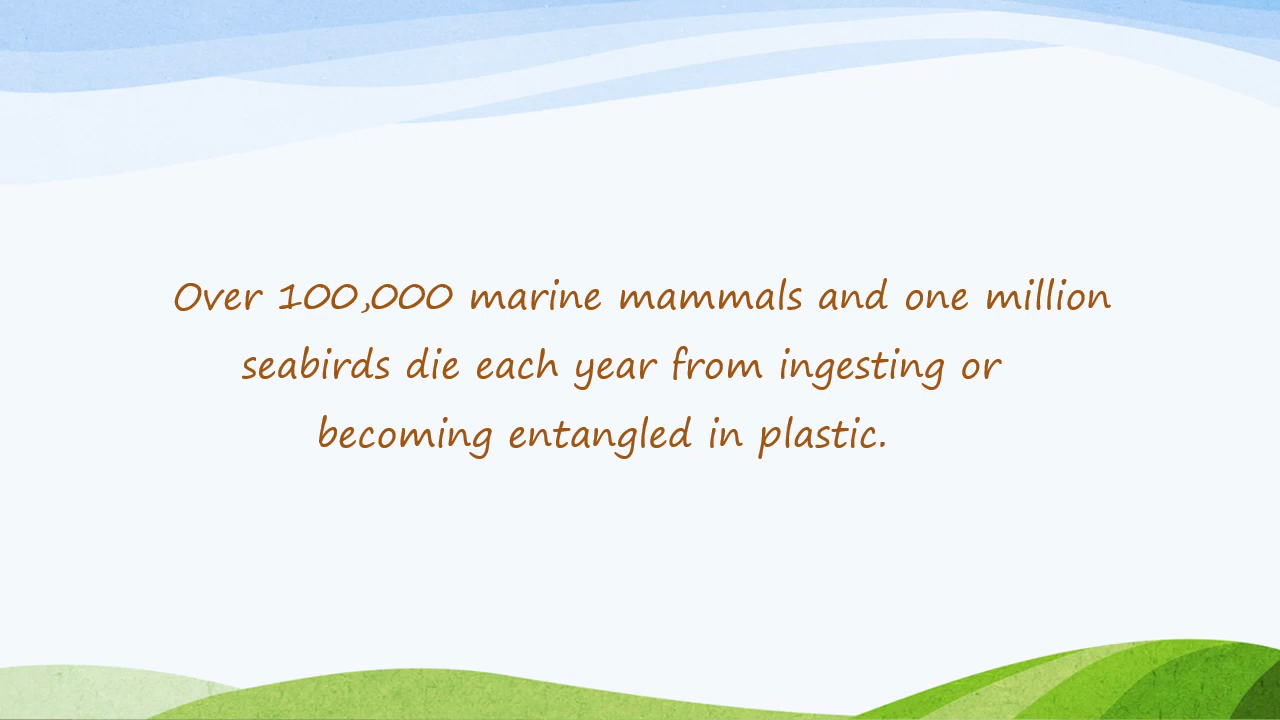 Over 100,000 marine mammals and one million
seabirds die each year from ingesting or
becoming entangled in plastic.